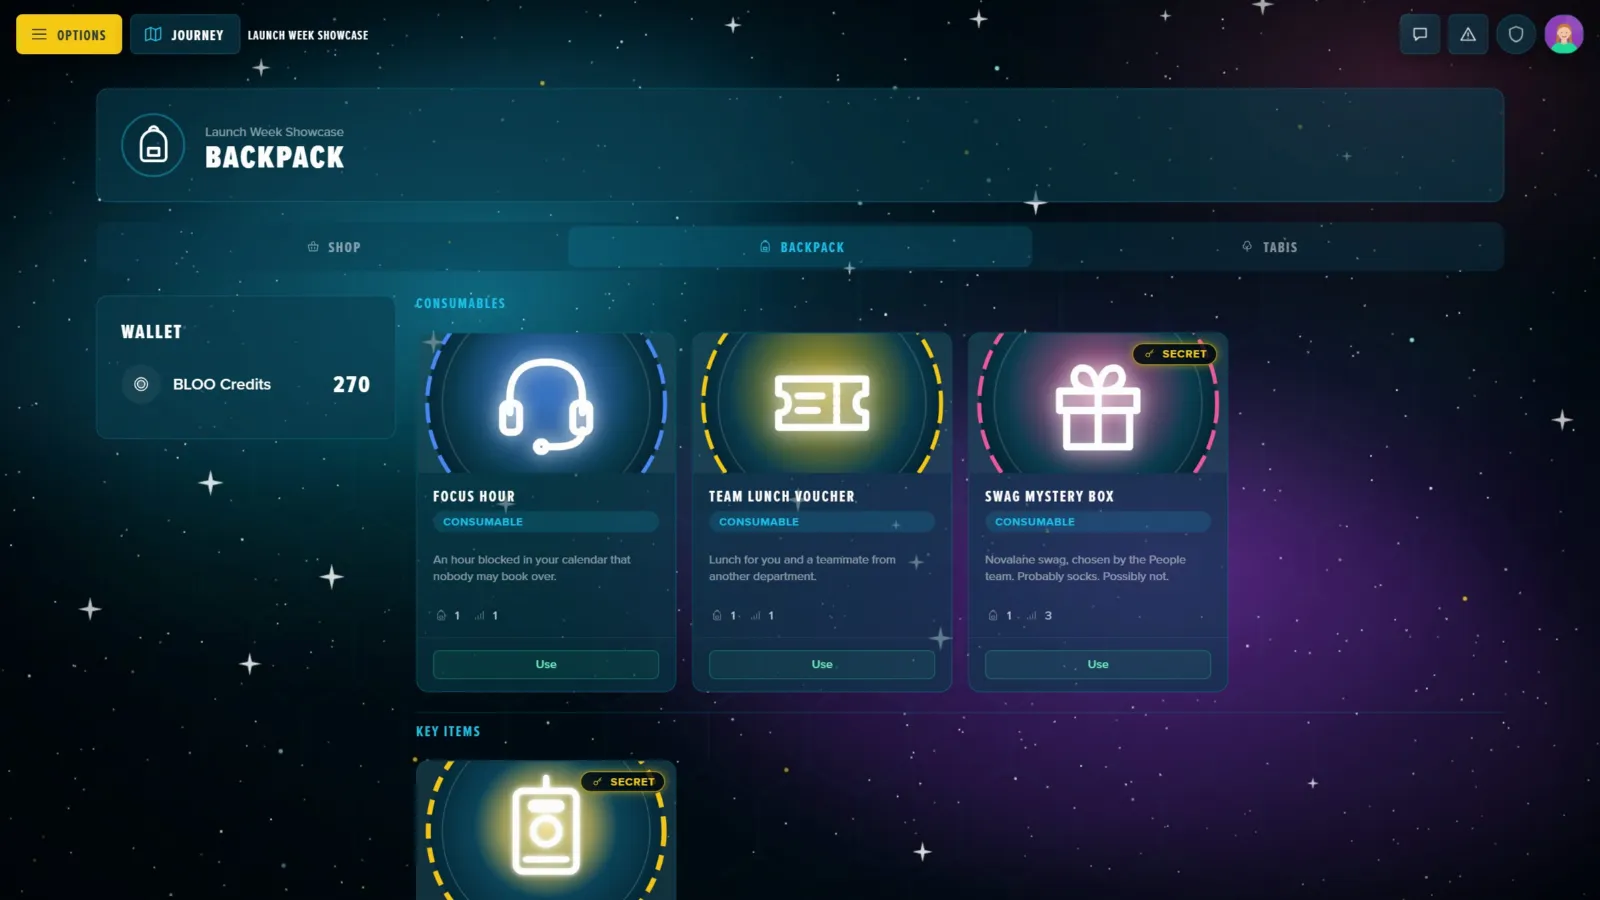 OPTIONS
JOURNEY
LAUNCH WEEK SHOWCASE
Launch Week Showcase
BACKPACK
SHOP
BACKPACK
TABIS
WALLET
BLOO Credits
270
CONSUMABLES
SECRET
FOCUS HOUR
CONSUMABLE
An hour blocked in your calendar that
nobody may book over.
1 1
Use
TEAM LUNCH VOUCHER
CONSUMABLE
Lunch for you and a teammate from
another department.
1 1
Use
SWAG MYSTERY BOX
CONSUMABLE
Novalane swag, chosen by the People
team. Probably socks. Possibly not.
1 3
Use
KEY ITEMS
SECRET